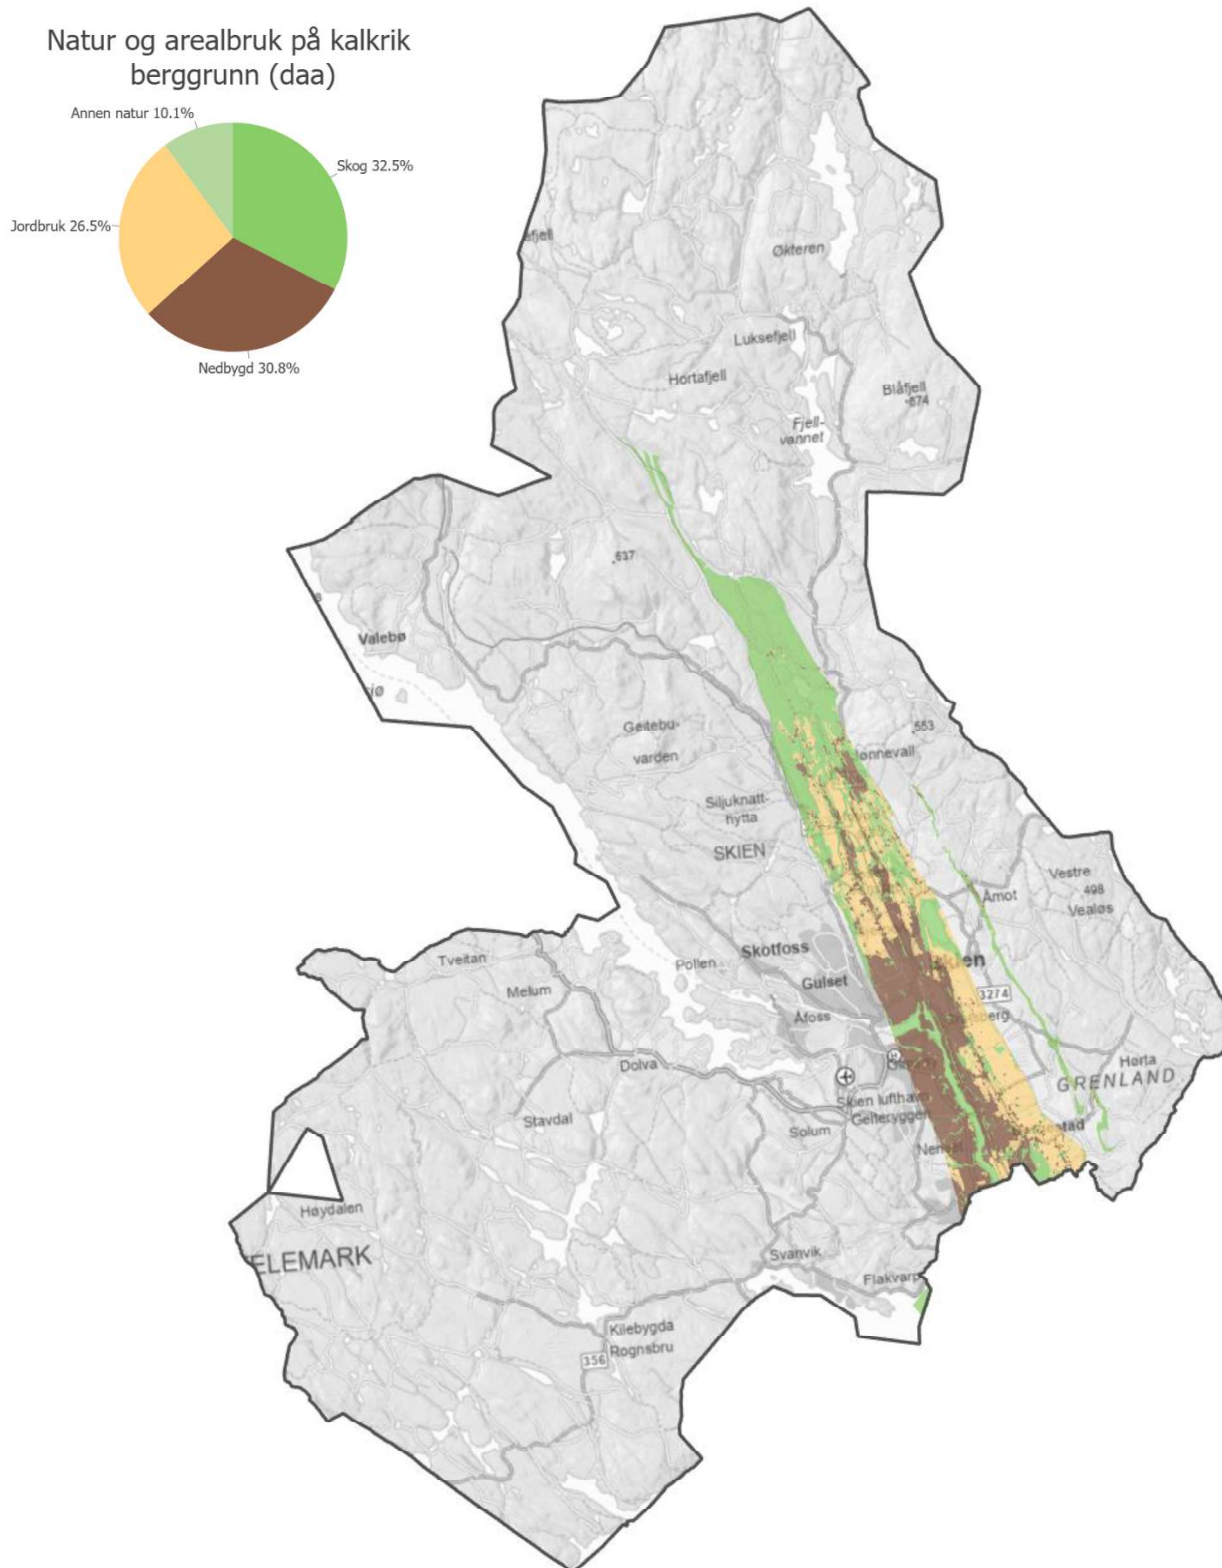 Natur og arealbruk på kalkrik
berggrunn (daa)
Annen natur 10.1%
Skog 32.5%
Jordbruk 26.5%
Nedbygd 30.8%
Økteren
Luksefjell
Hortafjell
Blåfjell
674
Fjell-
vannet
637
Valebø
Geitebu-
varden
553
Siljuknatt-
hytta
SKIEN
Vestre
498
Vealøs
Åmot
Skotfoss
Tveitan
Pollen
Gulset
Melum
3274
Åfoss
Dolva
Hørta
GRENLAND
Skien lufthavn
Geiteryggen
Stavdal
Solum
Høydalen
Svanvik
Kilebygda
Rognsbru
356